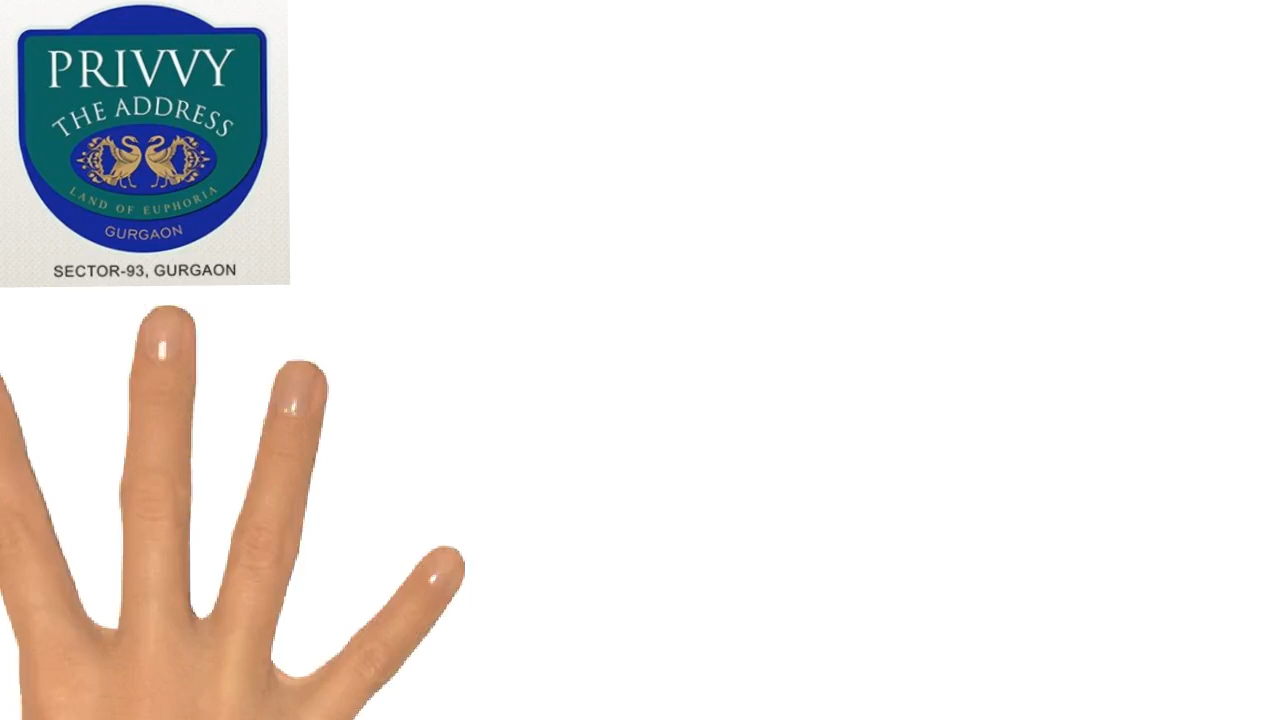 PRIVVY
THE ADDRESS
LAND OF EUPHORIA
GURGAON
SECTOR-93, GURGAON